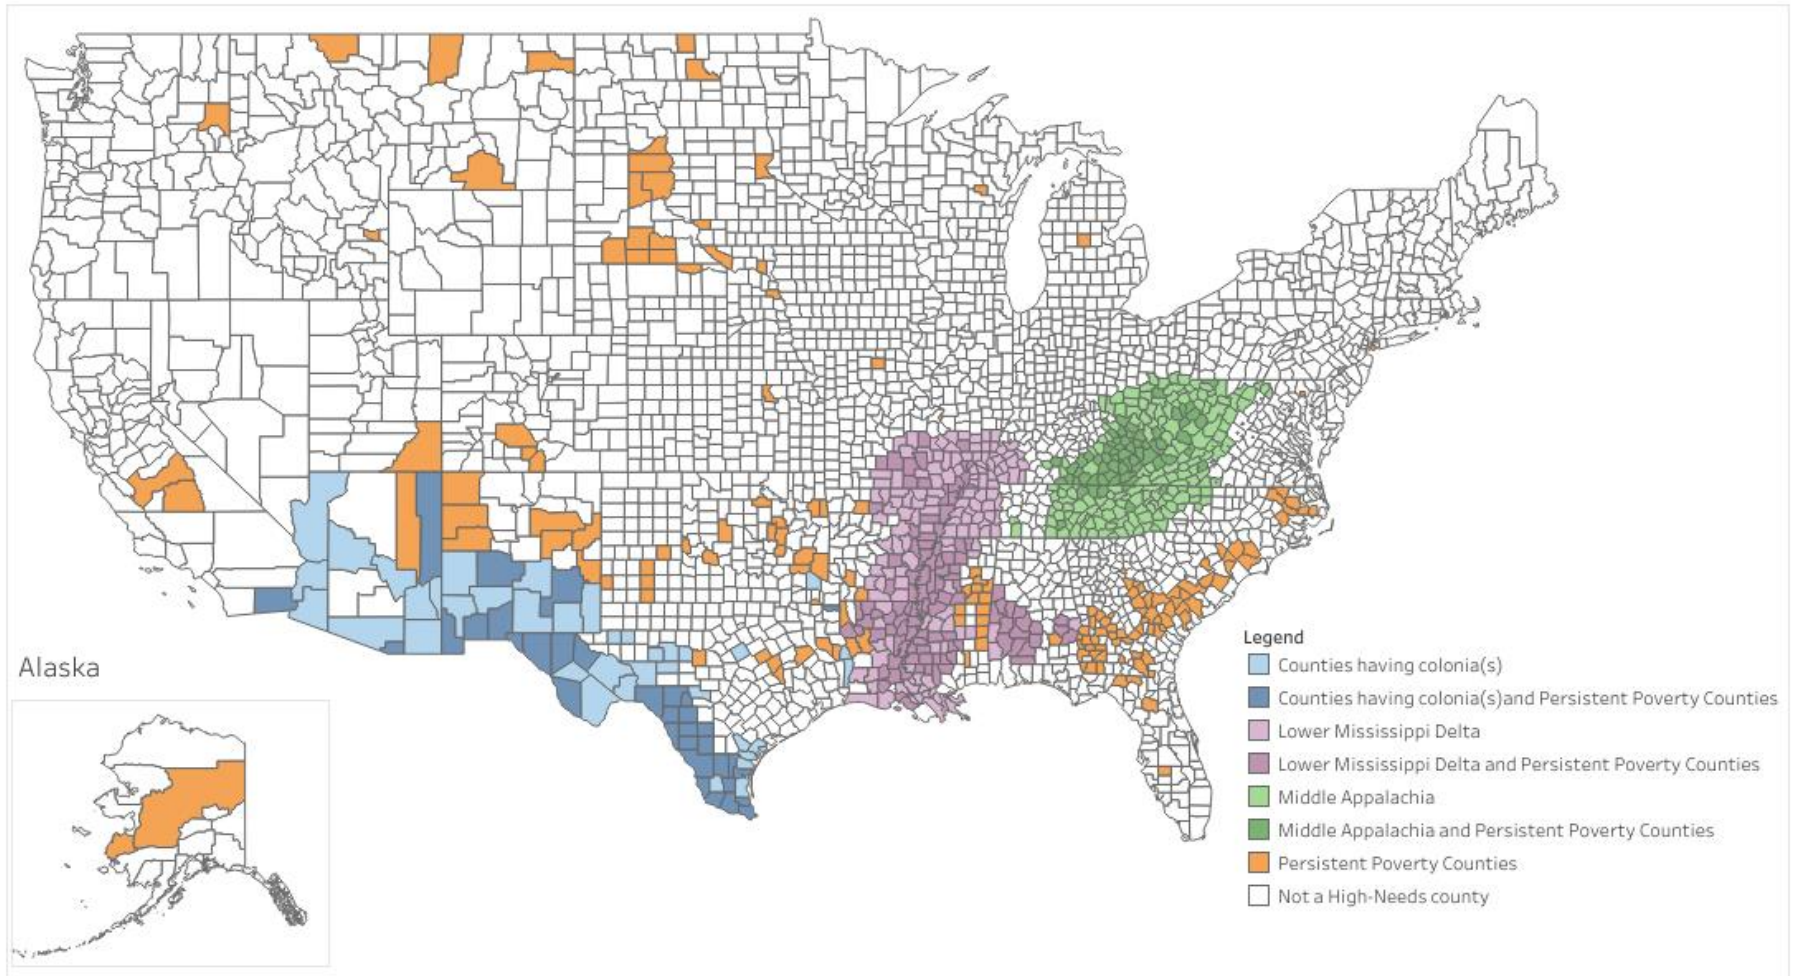 Alaska
Legend
Counties having colonia(s)
Counties having colonia(s)and Persistent Poverty Counties
Lower Mississippi Delta
Lower Mississippi Delta and Persistent Poverty Counties
Middle Appalachia
Middle Appalachia and Persistent Poverty Counties
Persistent Poverty Counties
Not a High-Needs county